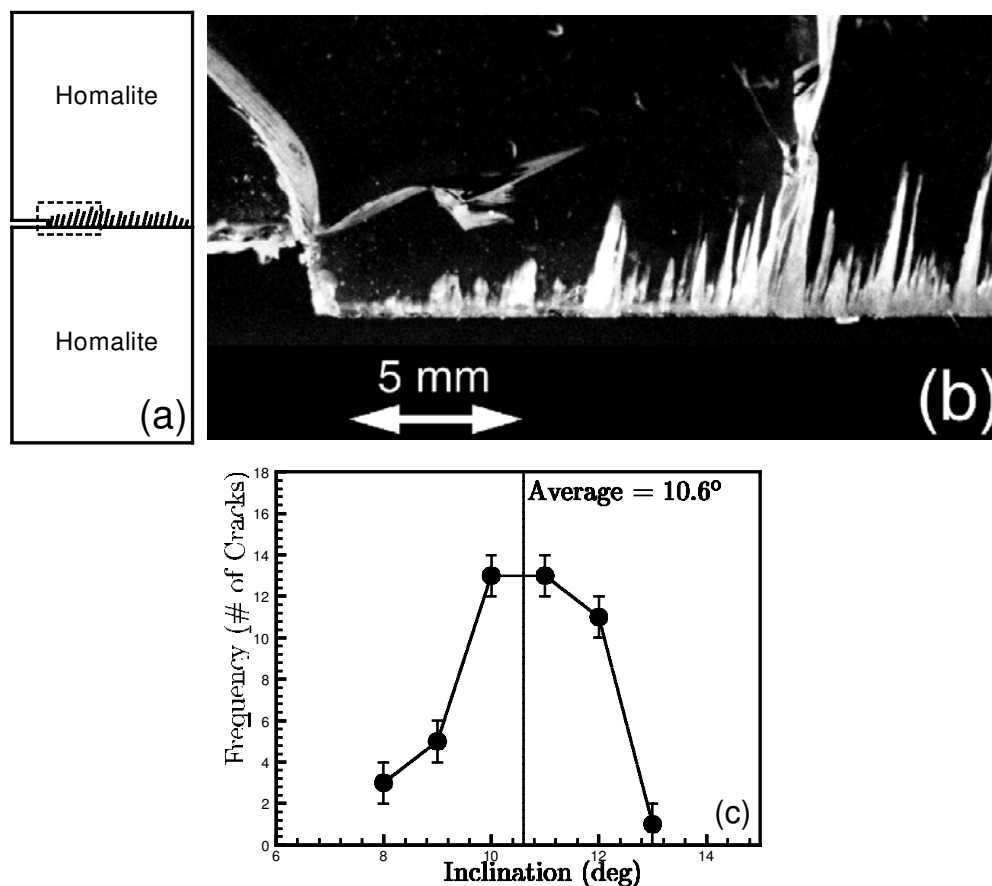 Homalite
Homalite
(a)
5 mm
(b)
Frequency (# of Cracks)
18
16
14
12
10
8
6
4
2
0
Average = 10.6°
(c)
6
8
10
12
14
Inclination (deg)